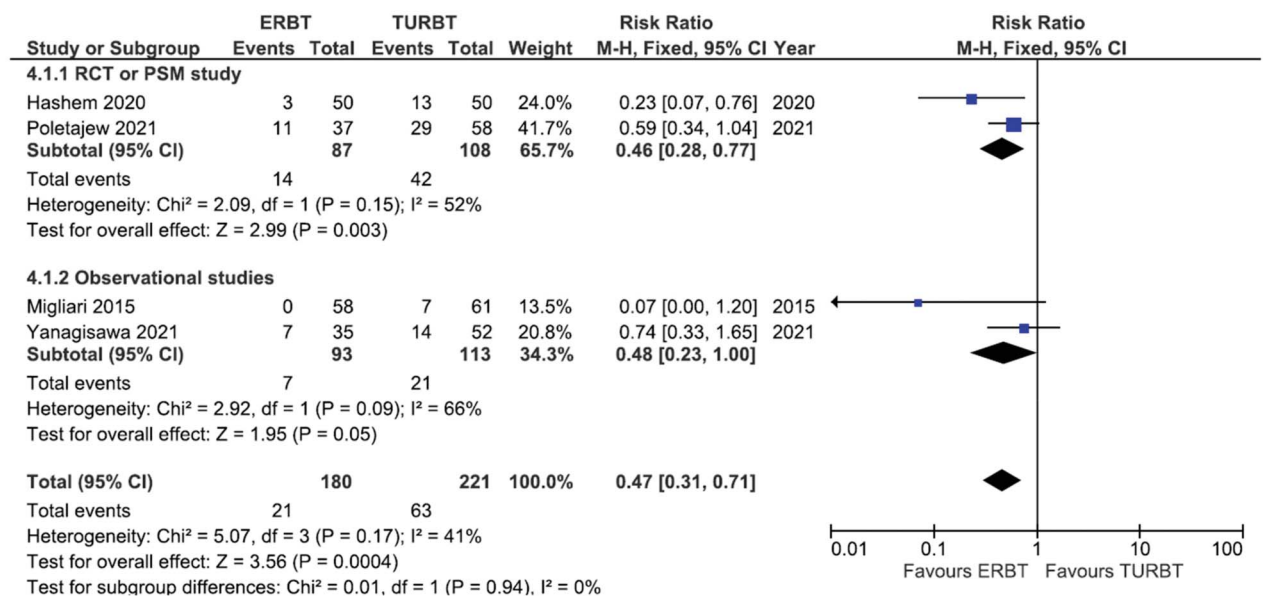 ERBT TURBT Risk Ratio Risk Ratio
Study or Subgroup Events Total Events Total Weight M-H, Fixed, 95% CI Year M-H, Fixed, 95% CI
4.1.1 RCT or PSM study
Hashem 2020 3 50 13 50 24.0% 0.23 [0.07, 0.76] 2020
Poletajew 2021 11 37 29 58 41.7% 0.59 [0.34, 1.04] 2021
Subtotal (95% CI) 87 108 65.7% 0.46 [0.28, 0.77]
Total events 14 42
Heterogeneity: Chi² = 2.09, df = 1 (P = 0.15); I² = 52%
Test for overall effect: Z = 2.99 (P = 0.003)
4.1.2 Observational studies
Migliari 2015 0 58 7 61 13.5% 0.07 [0.00, 1.20] 2015
Yanagisawa 2021 7 35 14 52 20.8% 0.74 [0.33, 1.65] 2021
Subtotal (95% CI) 93 113 34.3% 0.48 [0.23, 1.00]
Total events 7 21
Heterogeneity: Chi² = 2.92, df = 1 (P = 0.09); I² = 66%
Test for overall effect: Z = 1.95 (P = 0.05)
Total (95% CI) 180 221 100.0% 0.47 [0.31, 0.71]
Total events 21 63
Heterogeneity: Chi² = 5.07, df = 3 (P = 0.17); I² = 41%
Test for overall effect: Z = 3.56 (P = 0.0004)
Test for subgroup differences: Chi² = 0.01, df = 1 (P = 0.94), I² = 0%
0.01 0.1 1 10 100
Favours ERBT Favours TURBT